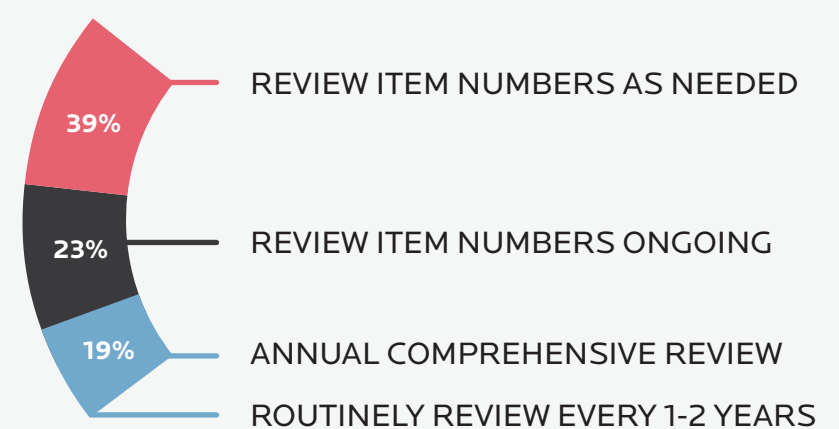 39%
REVIEW ITEM NUMBERS AS NEEDED
23%
REVIEW ITEM NUMBERS ONGOING
19%
ANNUAL COMPREHENSIVE REVIEW
ROUTINELY REVIEW EVERY 1-2 YEARS